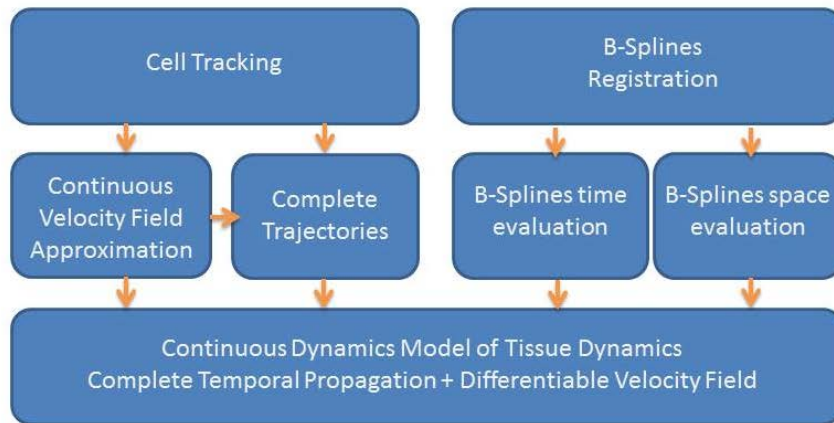 Cell Tracking
B-Splines
Registration
Continuous
Velocity Field
Approximation
Complete
Trajectories
B-Splines time
evaluation
B-Splines space
evaluation
Continuous Dynamics Model of Tissue Dynamics
Complete Temporal Propagation + Differentiable Velocity Field